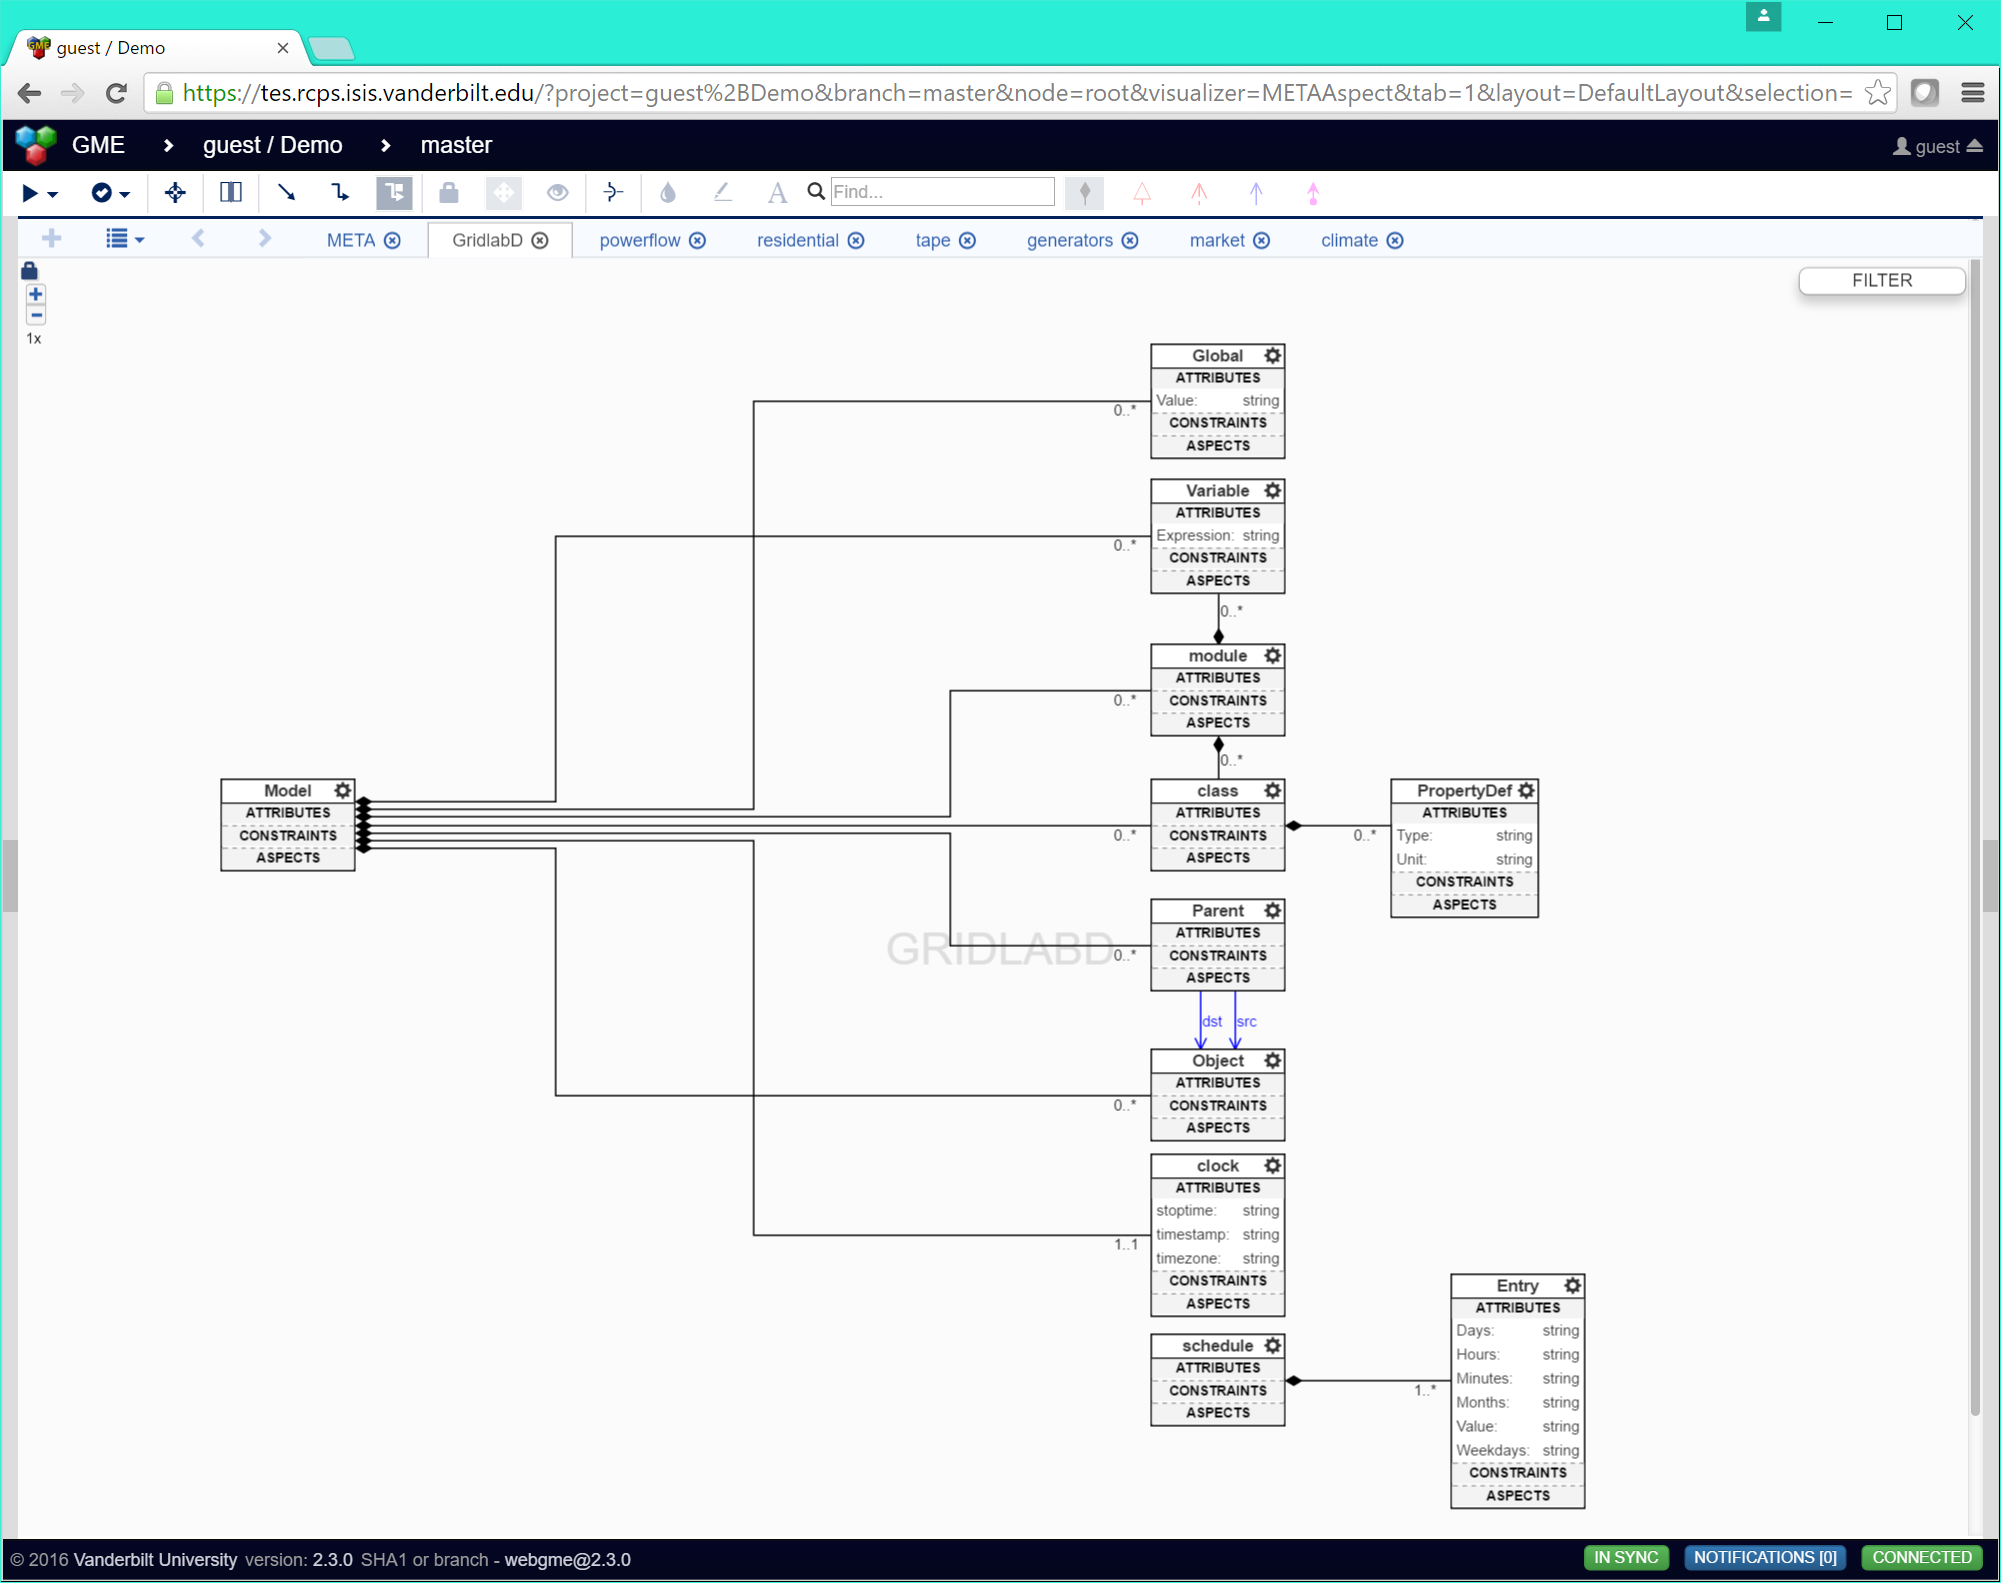 guest / Demo
https://tes.rcps.isis.vanderbilt.edu/?project=guest%2BDemo&branch=master&node=root&visualizer=METAAspect&tab=1&layout=DefaultLayout&selection=
GME guest / Demo master guest
A Find...
META GridlabD powerflow residential tape generators market climate
FILTER
1x
Global
ATTRIBUTES
Value: string
0..*
CONSTRAINTS
ASPECTS
Variable
ATTRIBUTES
Expression: string
0..*
CONSTRAINTS
ASPECTS
0..*
module
ATTRIBUTES
0..*
CONSTRAINTS
ASPECTS
0..*
Model
ATTRIBUTES
CONSTRAINTS
ASPECTS
class
ATTRIBUTES
0..*
CONSTRAINTS
ASPECTS
PropertyDef
ATTRIBUTES
0..*
Type: string
Unit: string
CONSTRAINTS
ASPECTS
Parent
ATTRIBUTES
GRIDLABD
0..*
CONSTRAINTS
ASPECTS
dst src
Object
ATTRIBUTES
0..*
CONSTRAINTS
ASPECTS
clock
ATTRIBUTES
stoptime: string
timestamp: string
1..1
timezone: string
CONSTRAINTS
ASPECTS
schedule
ATTRIBUTES
CONSTRAINTS
ASPECTS
1..*
Entry
ATTRIBUTES
Days: string
Hours: string
Minutes: string
Months: string
Value: string
Weekdays: string
CONSTRAINTS
ASPECTS
© 2016 Vanderbilt University version: 2.3.0 SHA1 or branch - webgme@2.3.0 IN SYNC NOTIFICATIONS [0] CONNECTED